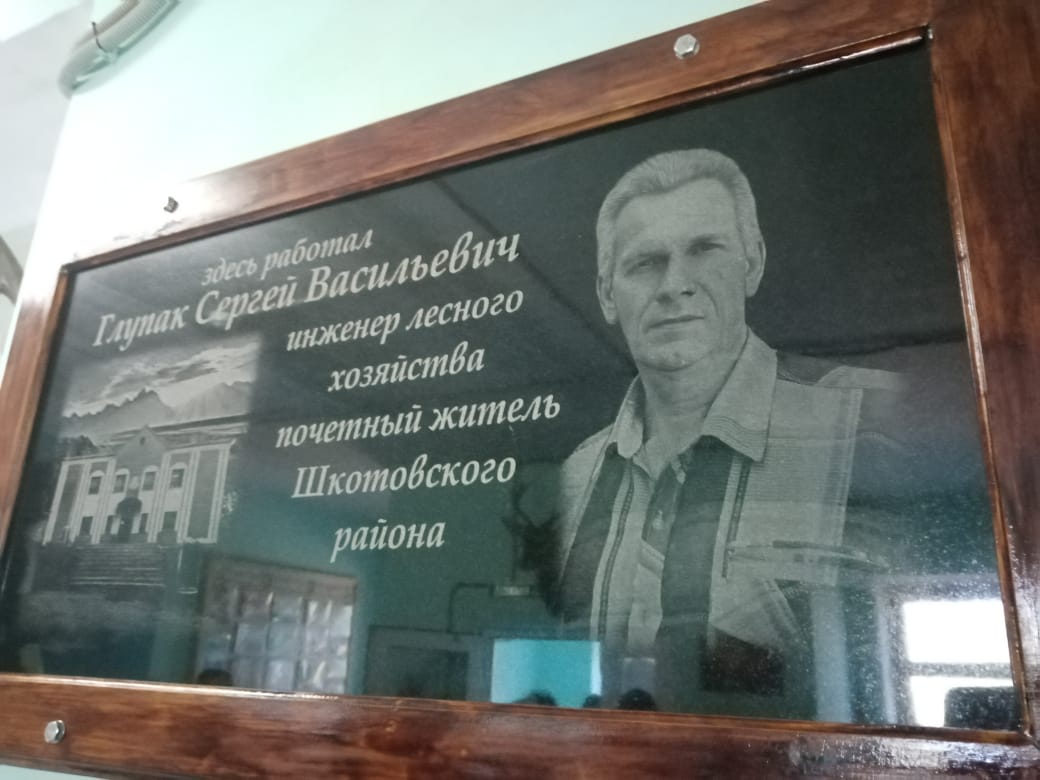 здесь работал
Глупак Сергей Васильевич
инженер лесного
хозяйства
почетный житель
Шкотовского
района